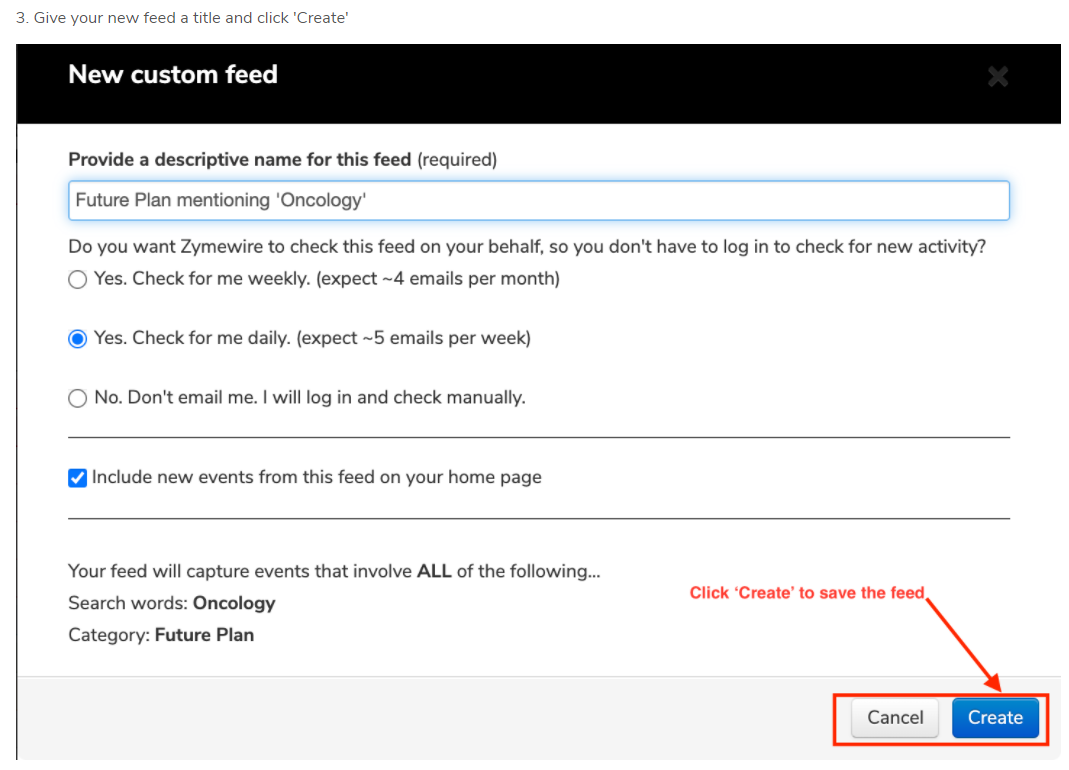 3. Give your new feed a title and click 'Create'
New custom feed
Provide a descriptive name for this feed (required)
Future Plan mentioning 'Oncology'
Do you want Zymewire to check this feed on your behalf, so you don't have to log in to check for new activity?
Yes. Check for me weekly. (expect ~4 emails per month)
Yes. Check for me daily. (expect ~5 emails per week)
No. Don't email me. I will log in and check manually.
Include new events from this feed on your home page
Your feed will capture events that involve ALL of the following...
Search words: Oncology
Category: Future Plan
Click ‘Create’ to save the feed
Cancel Create